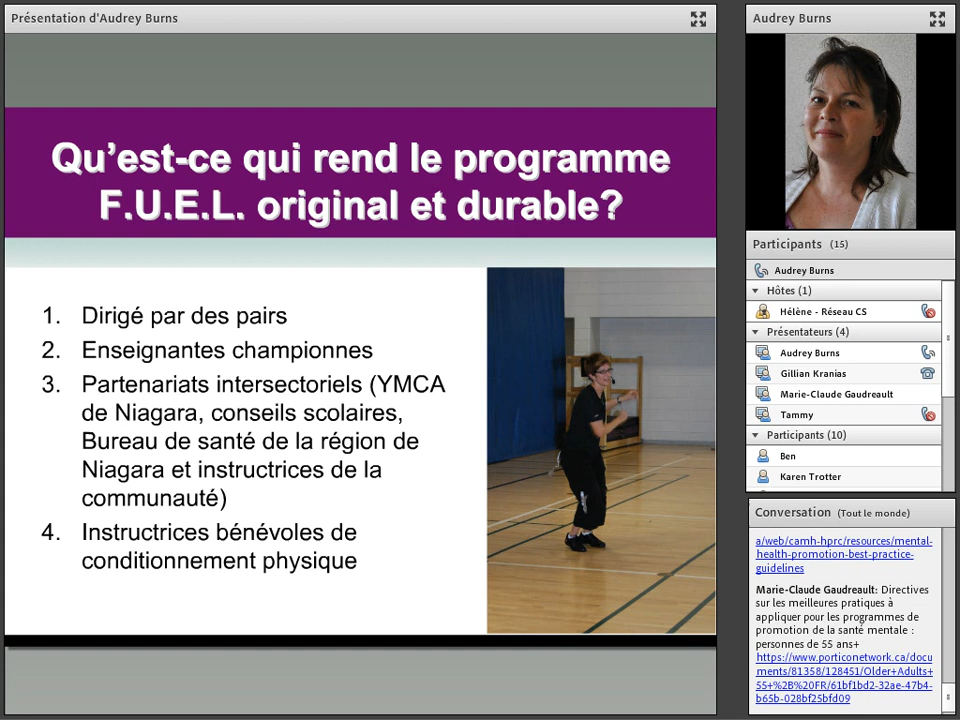 Présentation d'Audrey Burns
Qu’est-ce qui rend le programme
F.U.E.L. original et durable?
1. Dirigé par des pairs
2. Enseignantes championnes
3. Partenariats intersectoriels (YMCA
de Niagara, conseils scolaires,
Bureau de santé de la région de
Niagara et instructrices de la
communauté)
4. Instructrices bénévoles de
conditionnement physique
Audrey Burns
Participants (15)
Audrey Burns
Hôtes (1)
Hélène - Réseau CS
Présentateurs (4)
Audrey Burns
Gillian Kranias
Marie-Claude Gaudreault
Tammy
Participants (10)
Ben
Karen Trotter
Conversation (Tout le monde)
a/web/camh-hprc/resources/mental-
health-promotion-best-practice-
guidelines
Marie-Claude Gaudreault: Directives
sur les meilleures pratiques à
appliquer pour les programmes de
promotion de la santé mentale :
personnes de 55 ans+
https://www.porticonetwork.ca/docu
ments/81358/128451/Older+Adults+
55+%2B%20FR/61bf1bd2-32ae-47b4-
b65b-028bf25bfd09